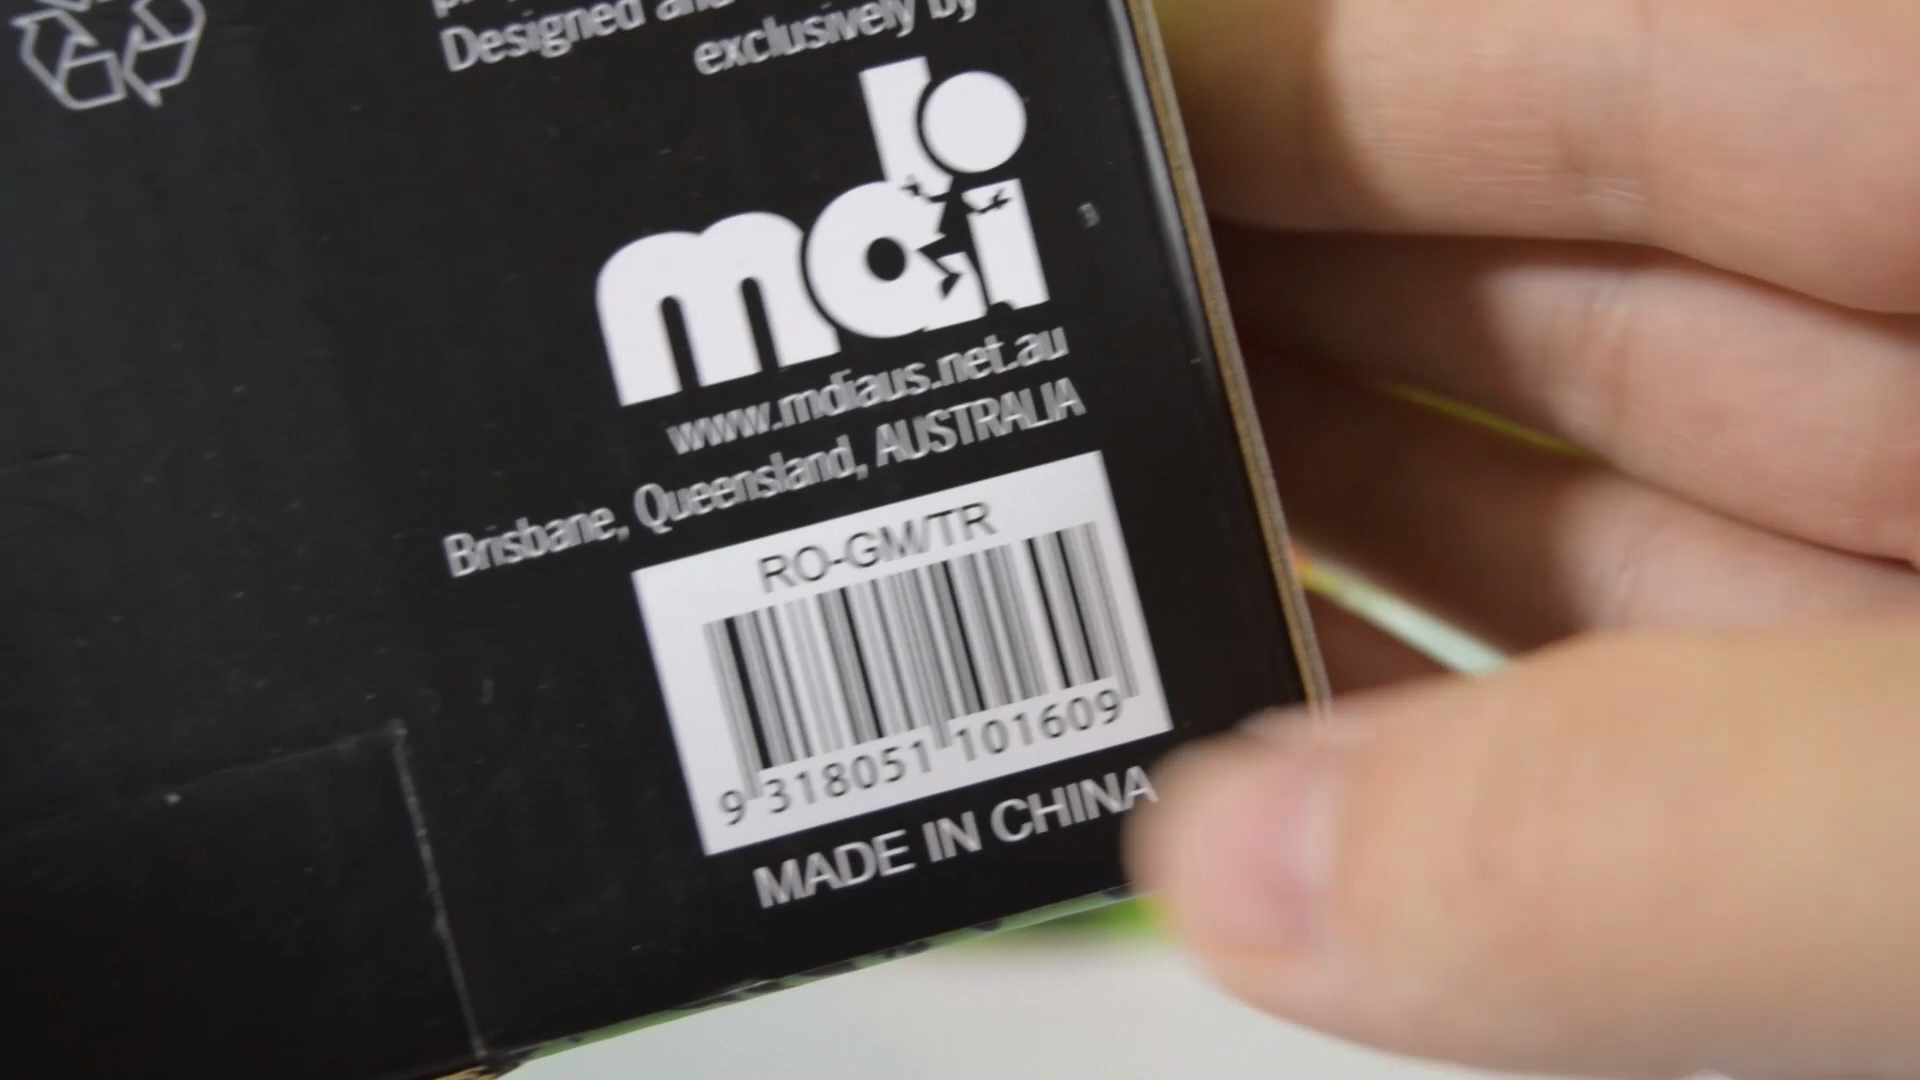 Designed and
exclusively by
mdi
www.mdiaus.net.au
Brisbane, Queensland, AUSTRALIA
RO-GM/TR
9 318051 101609
MADE IN CHINA